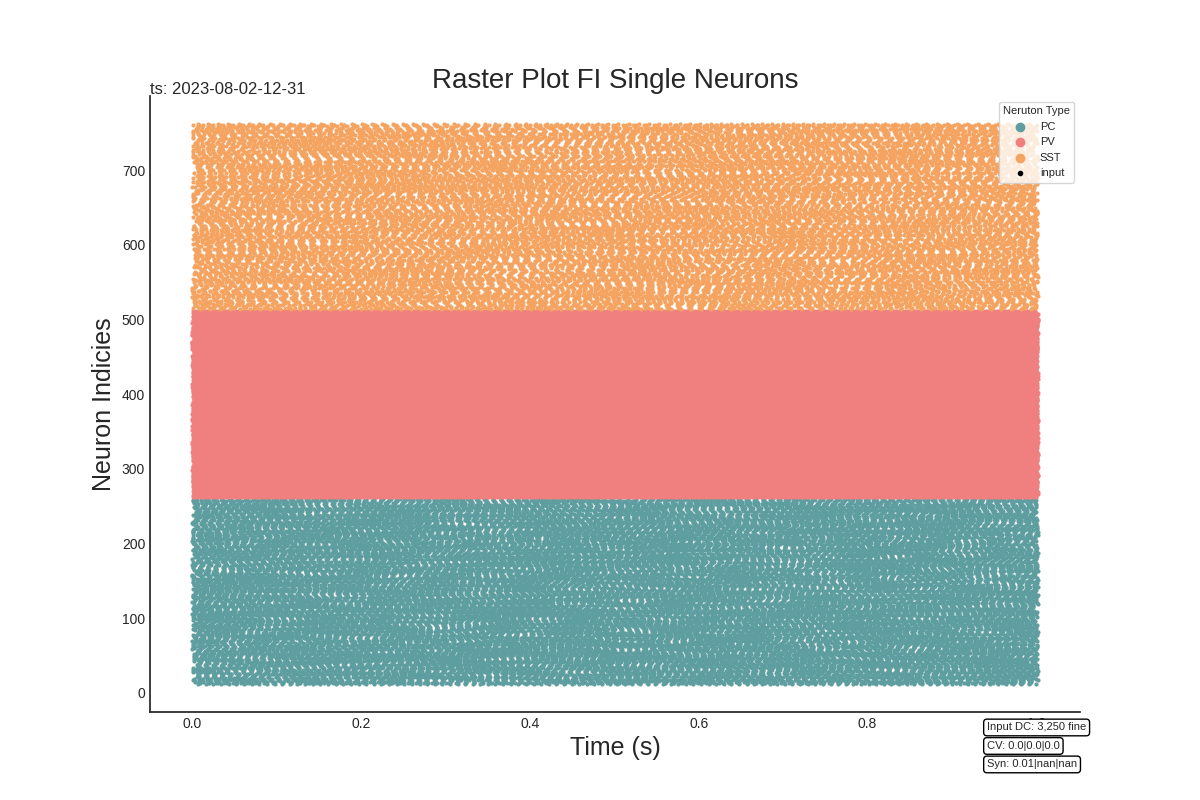 Raster Plot FI Single Neurons
ts: 2023-08-02-12-31
Neruton Type
PC
PV
SST
input
Neuron Indicies
700
600
500
400
300
200
100
0
0.0 0.2 0.4 0.6 0.8
Time (s)
Input DC: 3,250 fine
CV: 0.0|0.0|0.0
Syn: 0.01|nan|nan